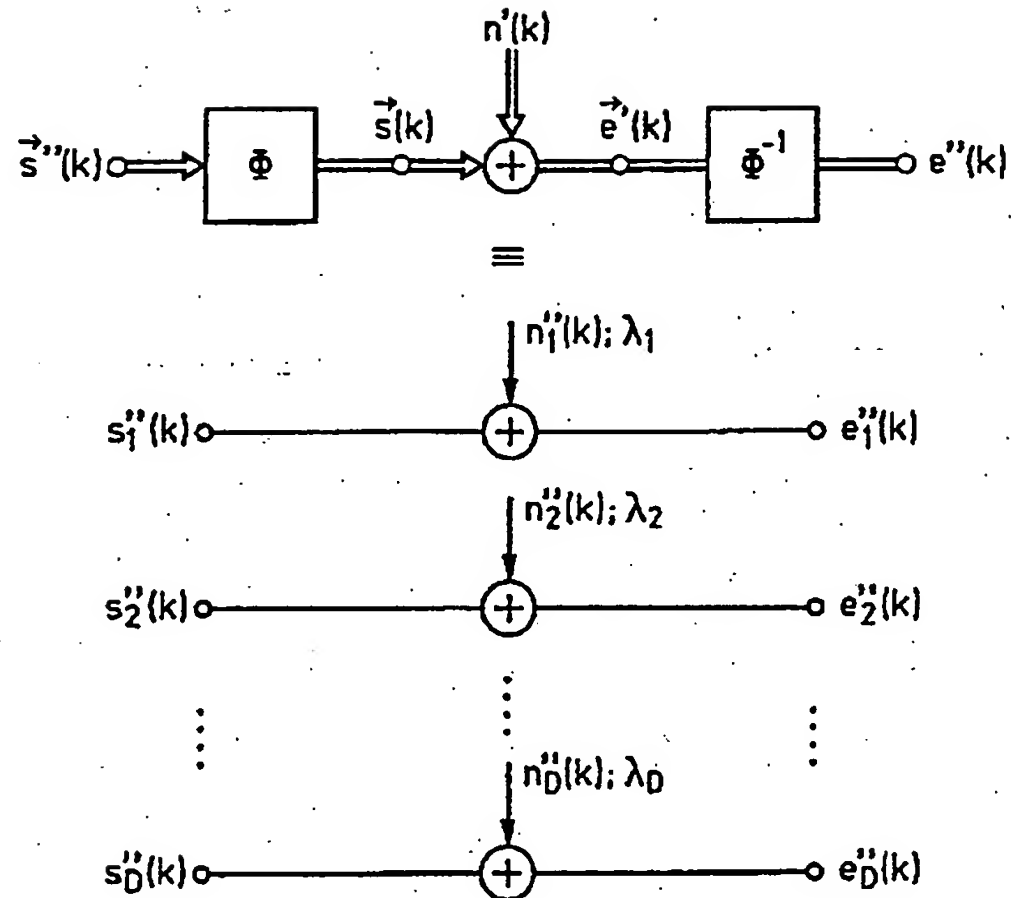 n'(k)
s⃗''(k) Φ s⃗(k) + e⃗'(k) Φ⁻¹ e''(k)
≡
n₁''(k); λ₁
s₁''(k) + e₁''(k)
n₂''(k); λ₂
s₂''(k) + e₂''(k)
n_D''(k); λ_D
s_D''(k) + e_D''(k)